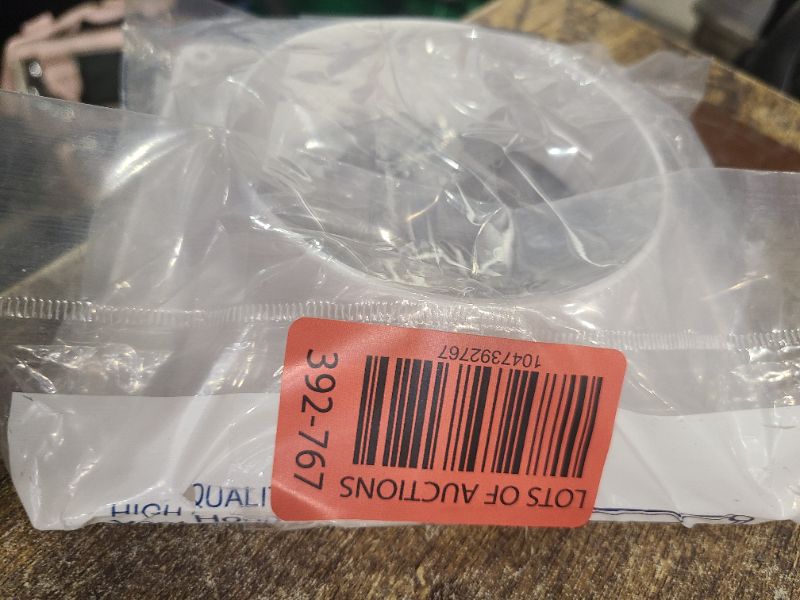 LOTS OF AUCTIONS
1047392767
392-767
QUALI
HIGH